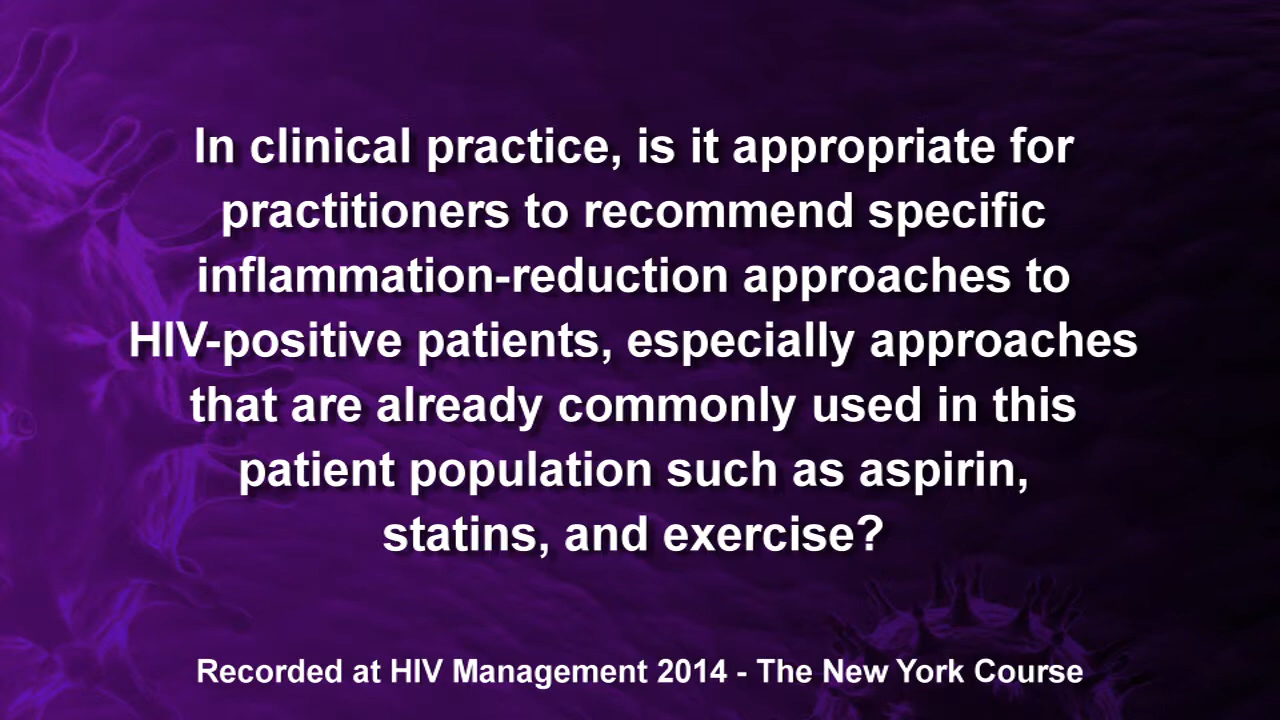 In clinical practice, is it appropriate for
practitioners to recommend specific
inflammation-reduction approaches to
HIV-positive patients, especially approaches
that are already commonly used in this
patient population such as aspirin,
statins, and exercise?
Recorded at HIV Management 2014 - The New York Course